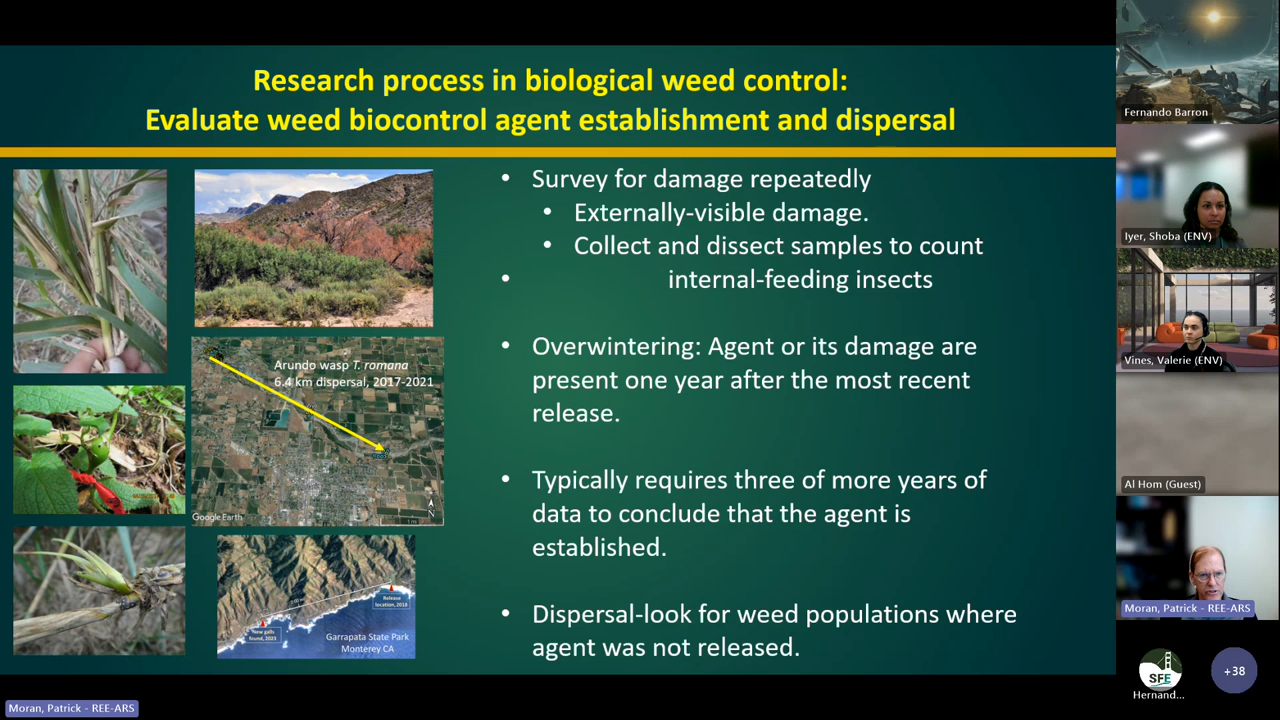 Research process in biological weed control:
Evaluate weed biocontrol agent establishment and dispersal
• Survey for damage repeatedly
• Externally-visible damage.
• Collect and dissect samples to count
• internal-feeding insects
• Overwintering: Agent or its damage are
present one year after the most recent
release.
• Typically requires three of more years of
data to conclude that the agent is
established.
• Dispersal-look for weed populations where
agent was not released.
Arundo wasp T. romana
6.4 km dispersal, 2017-2021
Google Earth
1 mi
N
Release
location, 2018
New galls
found, 2023
Garrapata State Park
Monterey CA
Fernando Barron
Iyer, Shoba (ENV)
Vines, Valerie (ENV)
Al Hom (Guest)
Moran, Patrick - REE-ARS
SFE
Hernand...
+38
Moran, Patrick - REE-ARS